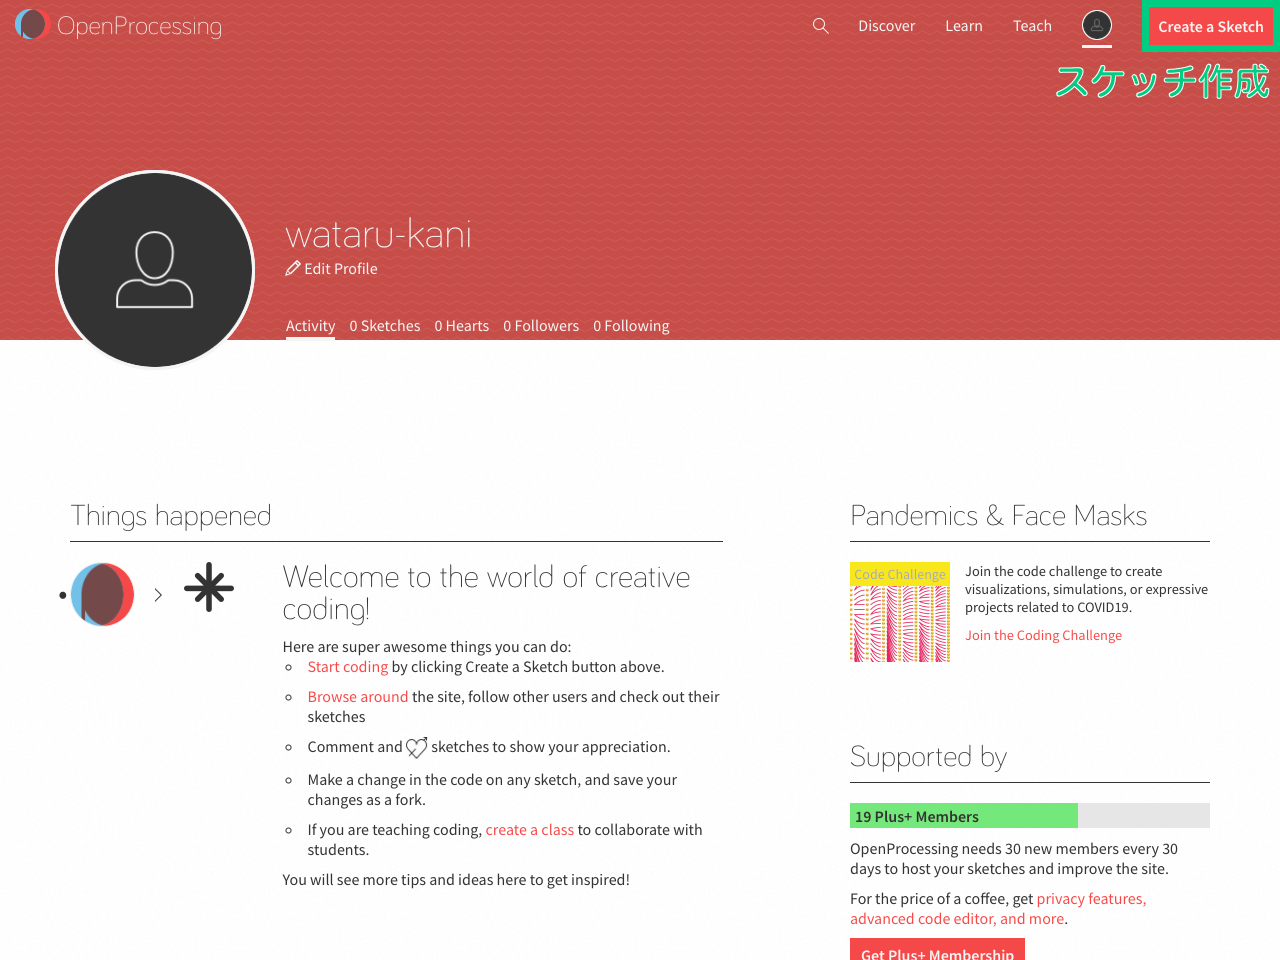 OpenProcessing
Discover Learn Teach Create a Sketch
スケッチ作成
wataru-kani
Edit Profile
Activity 0 Sketches 0 Hearts 0 Followers 0 Following
Things happened
Welcome to the world of creative
coding!
Here are super awesome things you can do:
Start coding by clicking Create a Sketch button above.
Browse around the site, follow other users and check out their
sketches
Comment and sketches to show your appreciation.
Make a change in the code on any sketch, and save your
changes as a fork.
If you are teaching coding, create a class to collaborate with
students.
You will see more tips and ideas here to get inspired!
Pandemics & Face Masks
Code Challenge
Join the code challenge to create
visualizations, simulations, or expressive
projects related to COVID19.
Join the Coding Challenge
Supported by
19 Plus+ Members
OpenProcessing needs 30 new members every 30
days to host your sketches and improve the site.
For the price of a coffee, get privacy features,
advanced code editor, and more.
Get Plus+ Membership